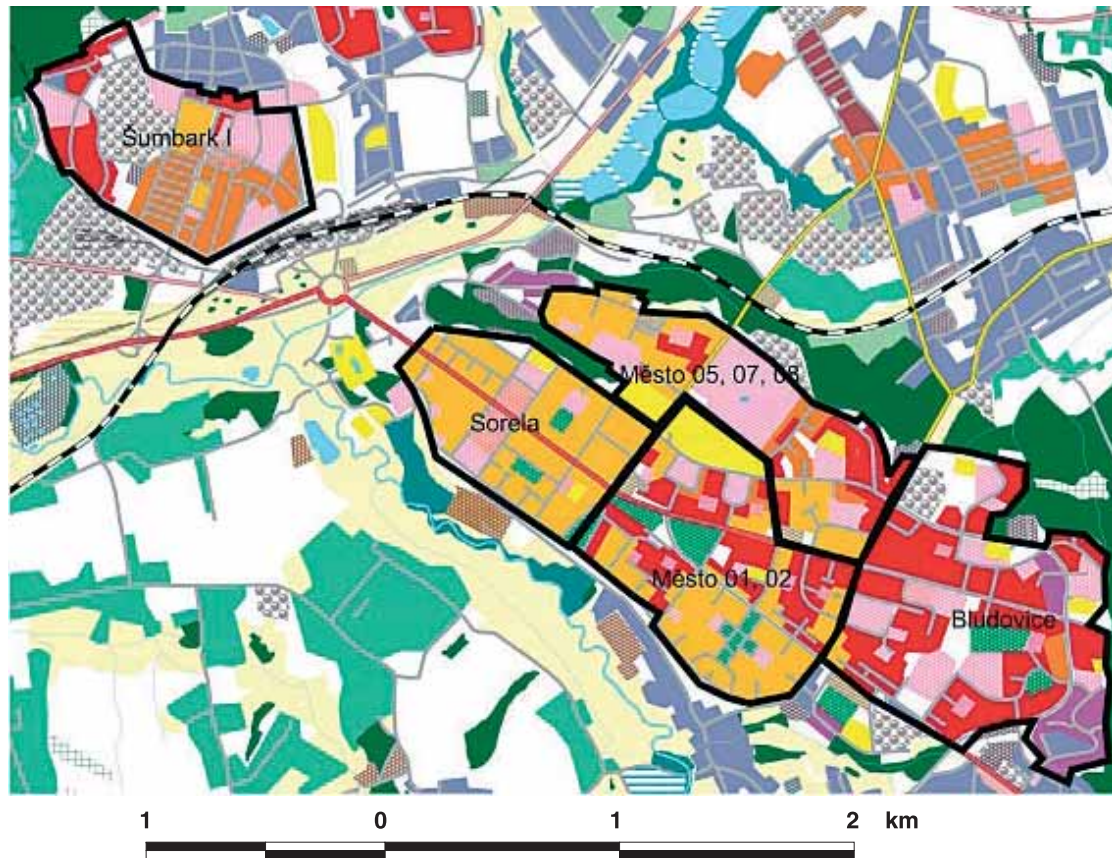 Šumbark I
Město 05, 07, 08
Sorela
Město 01, 02
Bludovice
1 0 1 2 km